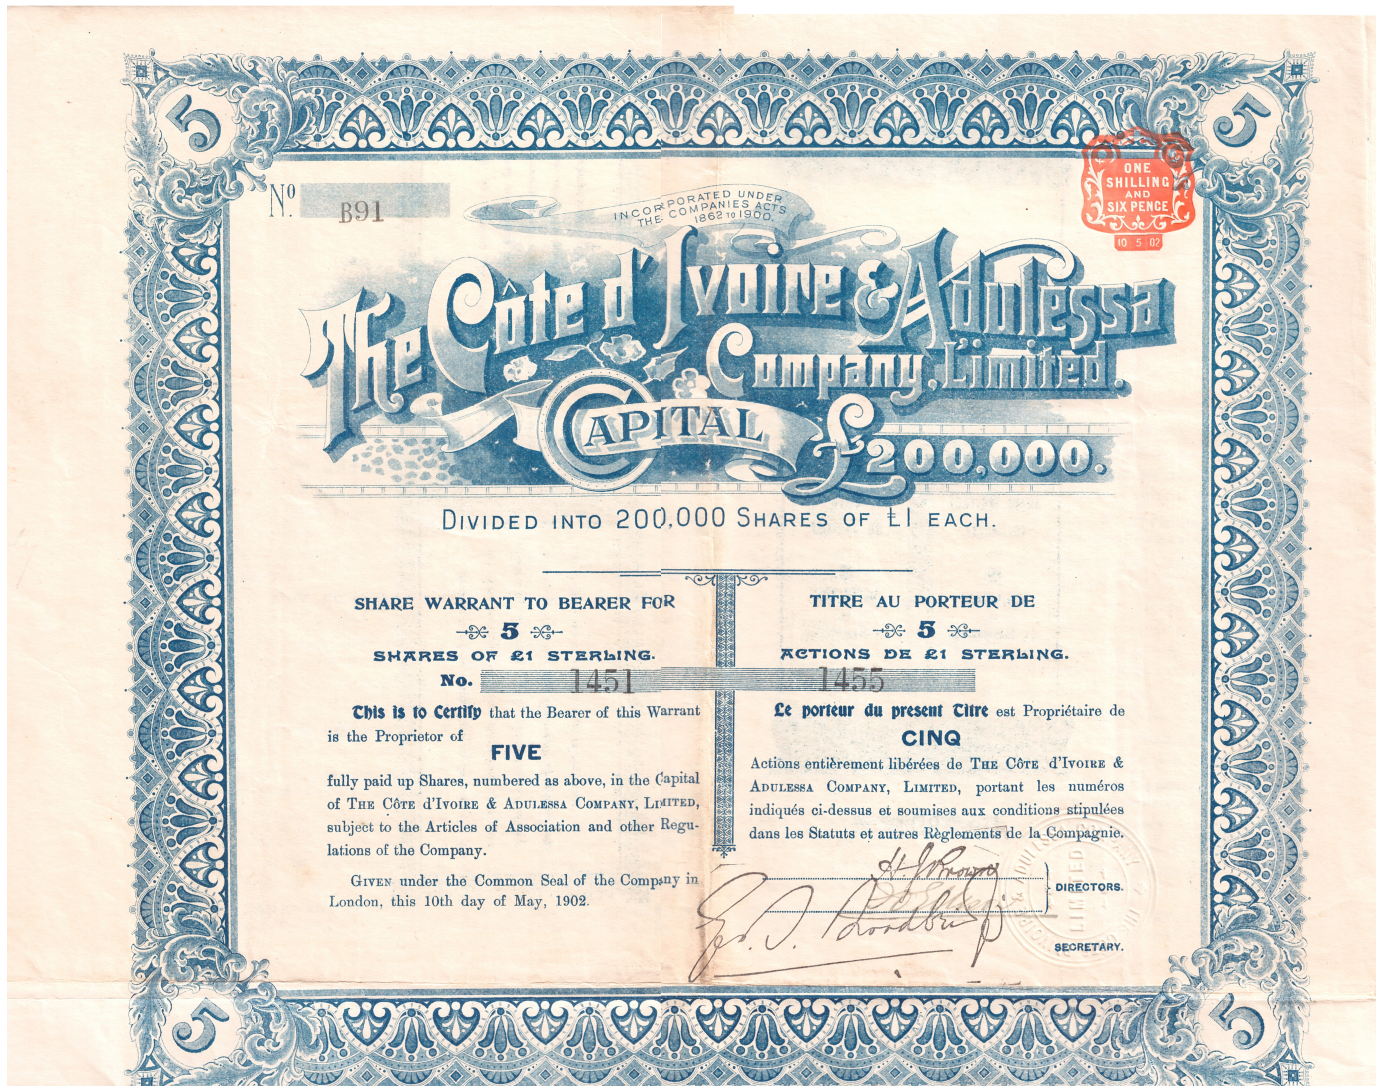 5
5
No. B91
INCORPORATED UNDER
THE COMPANIES ACTS
1862 to 1900.
ONE
SHILLING
AND
SIX PENCE
10 5 02
The Côte d'Ivoire & Adulessa
Company, Limited.
CAPITAL £200,000.
DIVIDED INTO 200,000 SHARES OF £1 EACH.
SHARE WARRANT TO BEARER FOR
5
SHARES OF £1 STERLING.
TITRE AU PORTEUR DE
5
ACTIONS DE £1 STERLING.
No. 1451 1455
This is to Certify that the Bearer of this Warrant
is the Proprietor of
FIVE
fully paid up Shares, numbered as above, in the Capital
of THE CÔTE d'IVOIRE & ADULESSA COMPANY, LIMITED,
subject to the Articles of Association and other Regu-
lations of the Company.
GIVEN under the Common Seal of the Company in
London, this 10th day of May, 1902.
Le porteur du present Titre est Propriétaire de
CINQ
Actions entièrement libérées de THE CÔTE d'IVOIRE &
ADULESSA COMPANY, LIMITED, portant les numéros
indiqués ci-dessus et soumises aux conditions stipulées
dans les Statuts et autres Règlements de la Compagnie.
H J Brown
DIRECTORS.
SECRETARY.
LIMITED
5
5